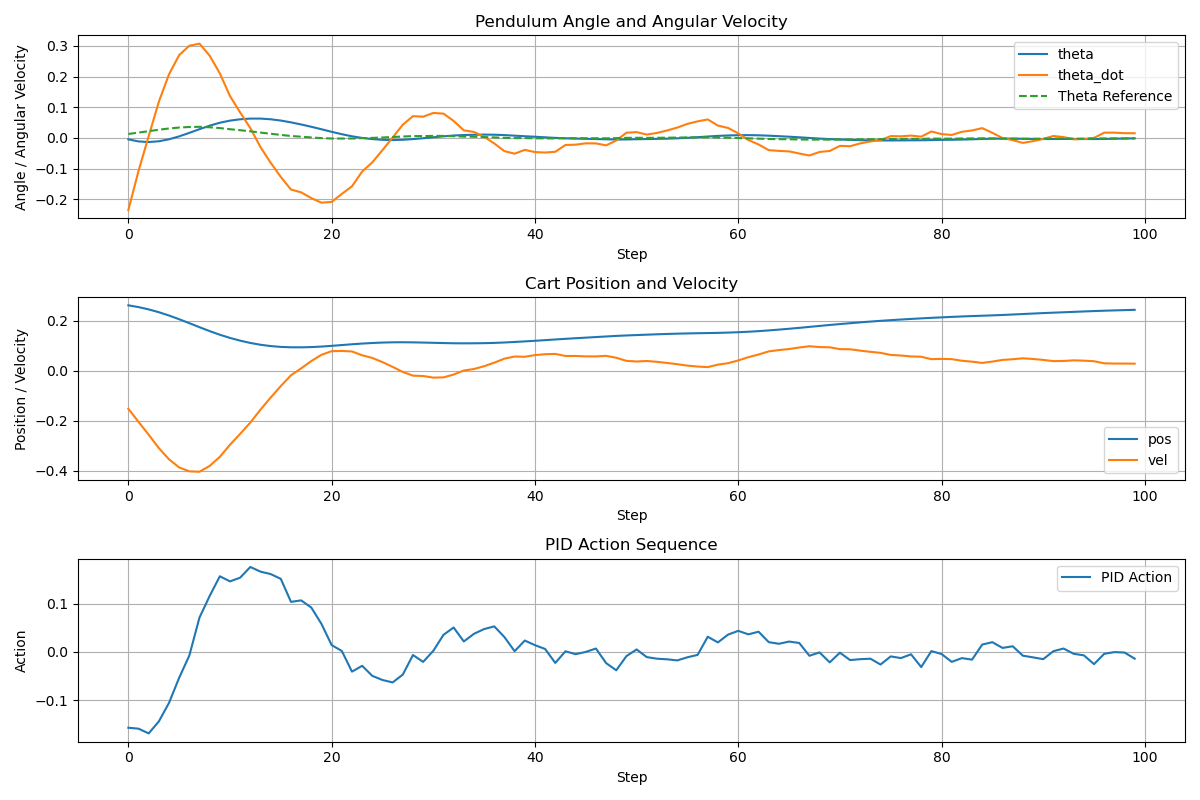 Pendulum Angle and Angular Velocity
Angle / Angular Velocity
0.3
0.2
0.1
0.0
−0.1
−0.2
theta
theta_dot
Theta Reference
0 20 40 60 80 100
Step
Cart Position and Velocity
Position / Velocity
0.2
0.0
−0.2
−0.4
pos
vel
0 20 40 60 80 100
Step
PID Action Sequence
Action
0.1
0.0
−0.1
PID Action
0 20 40 60 80 100
Step